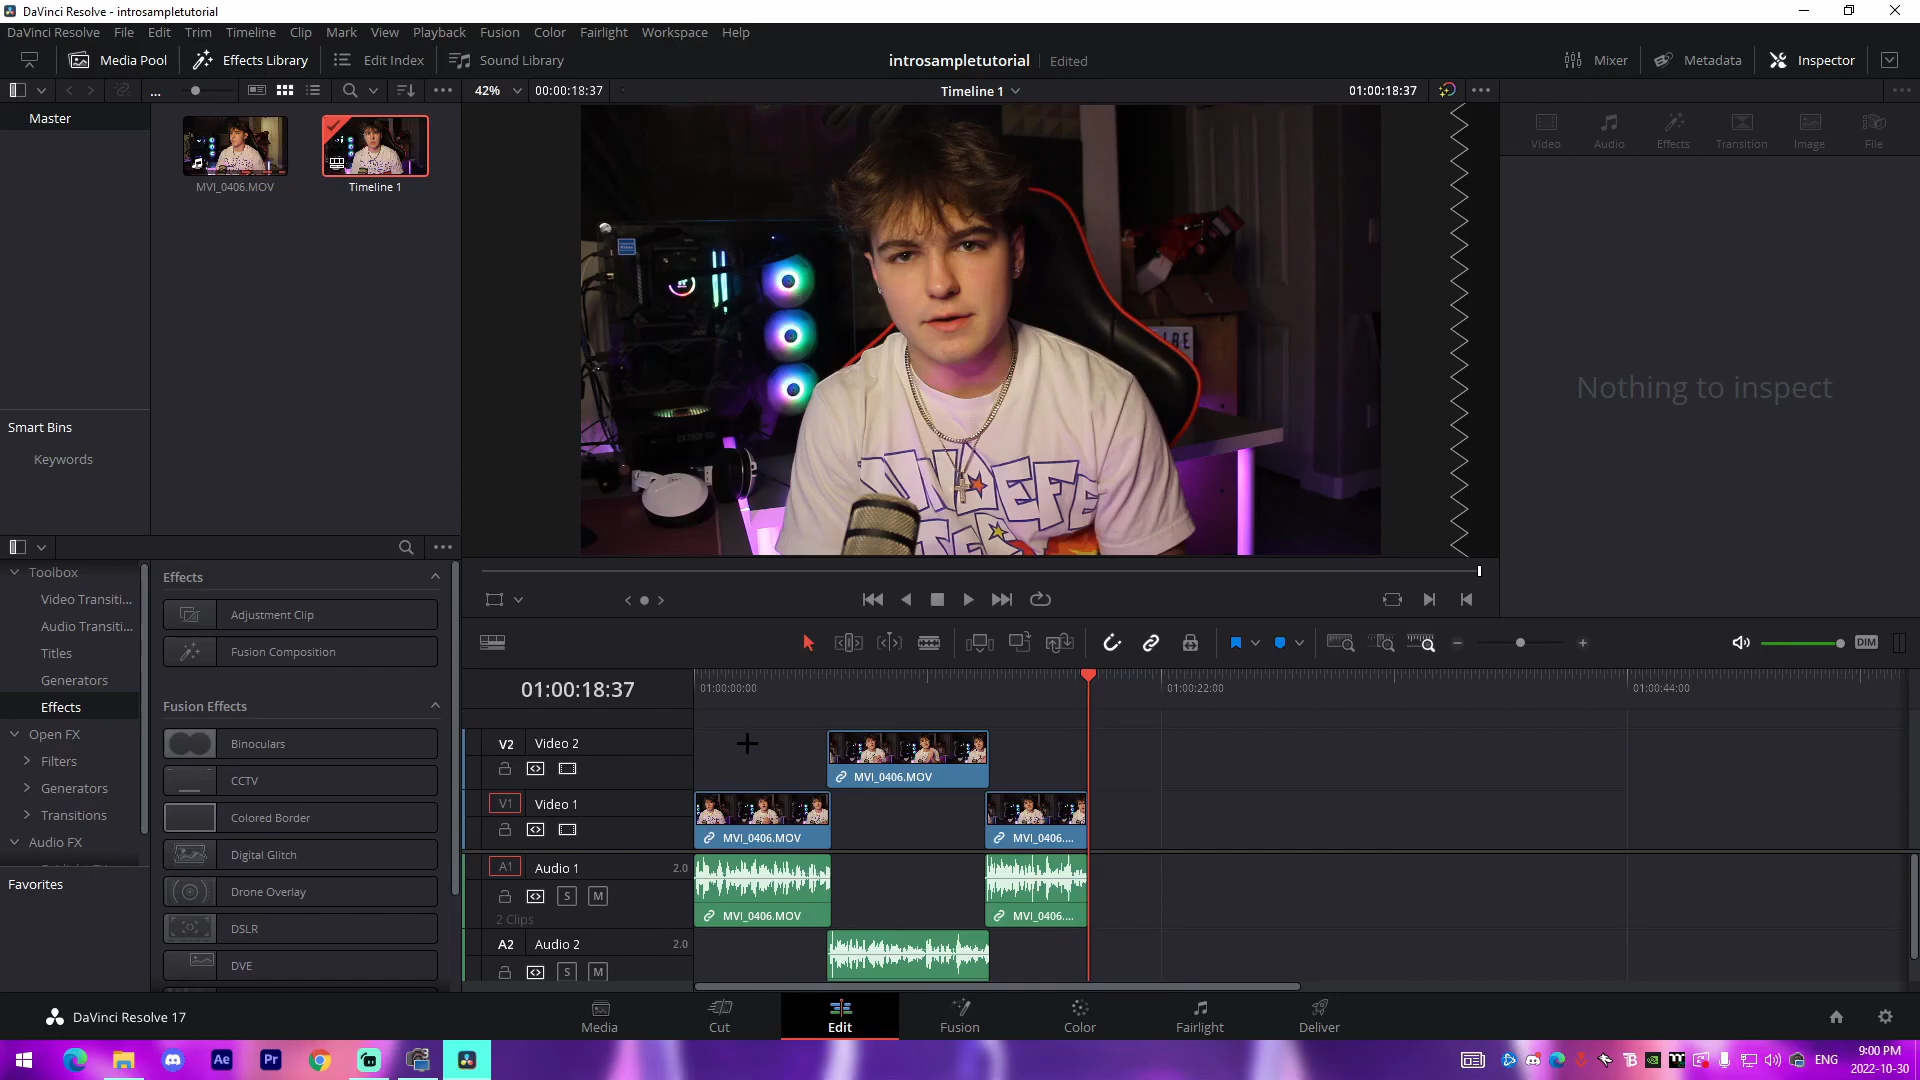 DaVinci Resolve - introsampletutorial
DaVinci Resolve File Edit Trim Timeline Clip Mark View Playback Fusion Color Fairlight Workspace Help
Media Pool Effects Library Edit Index Sound Library introsampletutorial Edited Mixer Metadata Inspector
... 42% 00:00:18:37 Timeline 1 01:00:18:37
Master
MVI_0406.MOV Timeline 1
Video Audio Effects Transition Image File
Nothing to inspect
Smart Bins
Keywords
Toolbox
Video Transiti...
Audio Transiti...
Titles
Generators
Effects
Open FX
Filters
Generators
Transitions
Audio FX
Favorites
Effects
Adjustment Clip
Fusion Composition
Fusion Effects
Binoculars
CCTV
Colored Border
Digital Glitch
Drone Overlay
DSLR
DVE
DIM
01:00:18:37 01:00:00:00 01:00:22:00 01:00:44:00
V2 Video 2
MVI_0406.MOV
V1 Video 1
MVI_0406.MOV MVI_0406....
A1 Audio 1 2.0
S M
2 Clips
MVI_0406.MOV MVI_0406....
A2 Audio 2 2.0
S M
DaVinci Resolve 17
Media Cut Edit Fusion Color Fairlight Deliver
Ae Pr
ENG
9:00 PM
2022-10-30